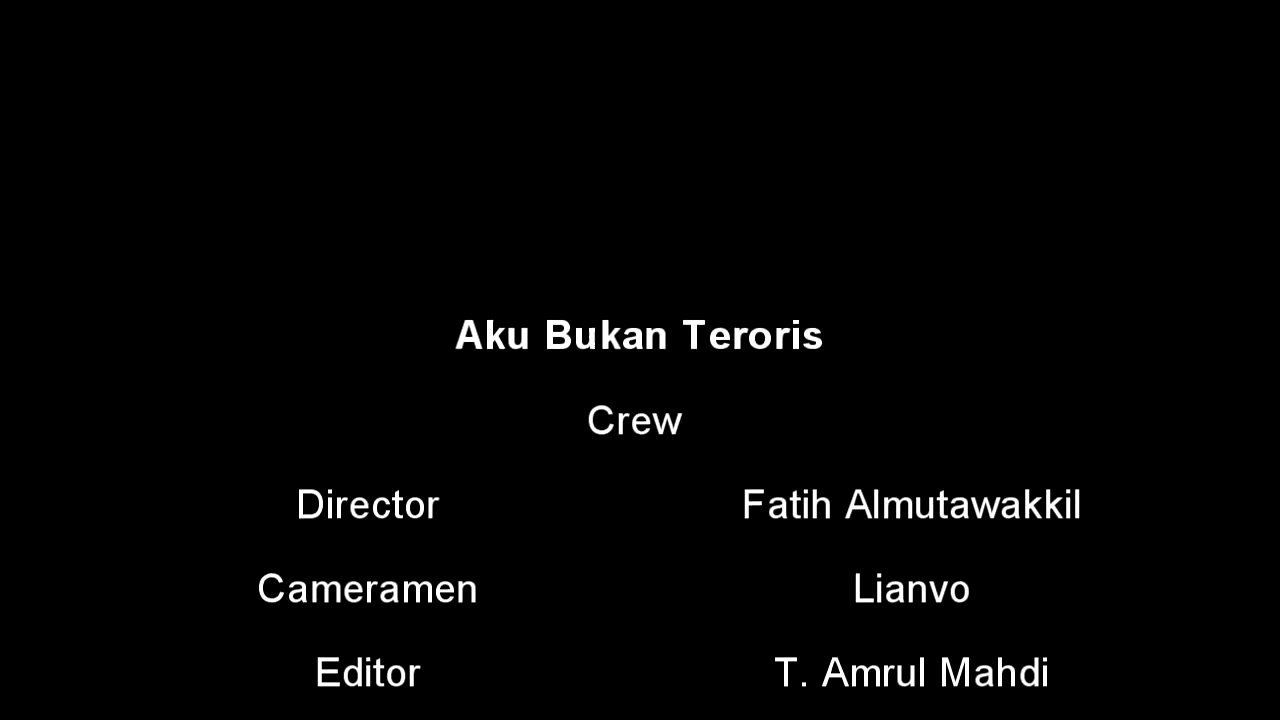 Aku Bukan Teroris
Crew
Director Fatih Almutawakkil
Cameramen Lianvo
Editor T. Amrul Mahdi